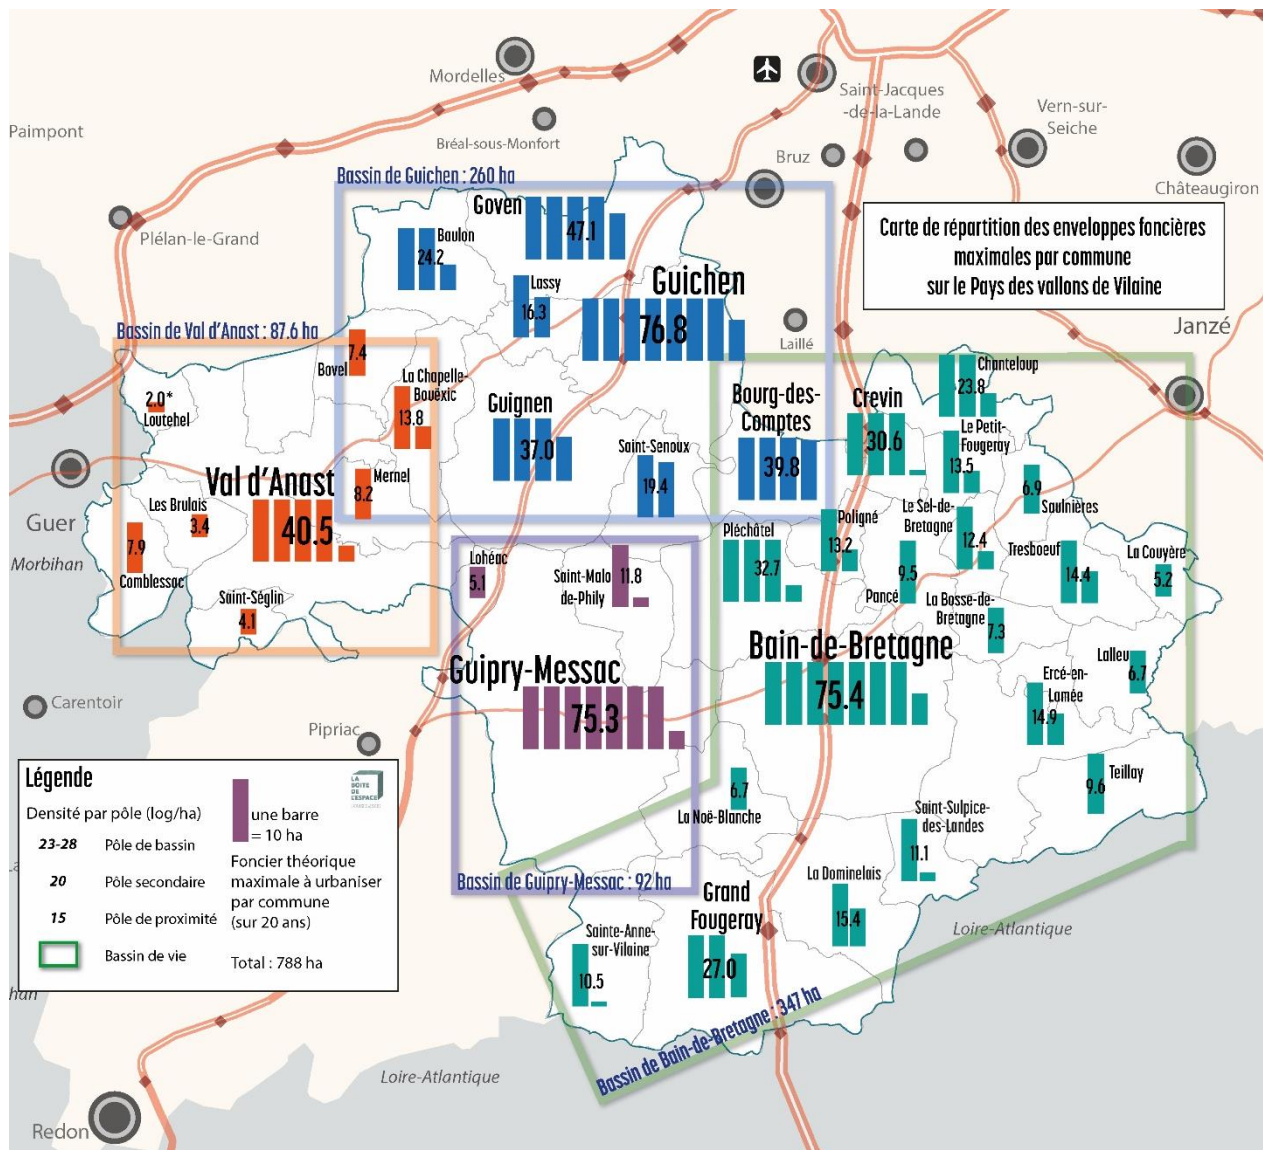 Mordelles
Saint-Jacques
-de-la-Lande
Vern-sur-
Seiche
Paimpont
Bréal-sous-Monfort
Bruz
Châteaugiron
Bassin de Guichen : 260 ha
Goven
47.1
Plélan-le-Grand
Baulon
24.2
Carte de répartition des enveloppes foncières
maximales par commune
sur le Pays des vallons de Vilaine
Guichen
76.8
Lassy
16.3
Laillé
Janzé
Bassin de Val d'Anast : 87.6 ha
7.4
Bovel
La Chapelle-
Bouëxic
13.8
2.0*
Loutehel
Guignen
37.0
Saint-Senoux
19.4
Bourg-des-
Comptes
39.8
Crevin
30.6
Chanteloup
23.8
Le Petit-
Fougeray
13.5
6.9
Saulnières
Val d'Anast
40.5
Mernel
8.2
Les Brulais
3.4
Guer
Morbihan
7.9
Comblessac
Saint-Séglin
4.1
Lohéac
5.1
Saint-Malo
de-Phily
11.8
Pléchâtel
32.7
Poligné
13.2
Le Sel-de-
Bretagne
12.4
9.5
Pancé
Tresboeuf
14.4
La Couyère
5.2
La Bosse-de-
Bretagne
7.3
Guipry-Messac
75.3
Bain-de-Bretagne
75.4
Lalleu
6.7
Ercé-en-
Lamée
14.9
Carentoir
Pipriac
Teillay
9.6
6.7
La Noë-Blanche
Saint-Sulpice-
des-Landes
11.1
Légende
LA
BOITE
DE
L'ESPACE
Densité par pôle (log/ha)
une barre
= 10 ha
23-28 Pôle de bassin
20 Pôle secondaire
15 Pôle de proximité
Bassin de vie
Foncier théorique
maximale à urbaniser
par commune
(sur 20 ans)
Total : 788 ha
Bassin de Guipry-Messac : 92 ha
La Dominelais
15.4
Grand
Fougeray
27.0
Sainte-Anne-
sur-Vilaine
10.5
Loire-Atlantique
han
Bassin de Bain-de-Bretagne : 347 ha
Loire-Atlantique
Redon